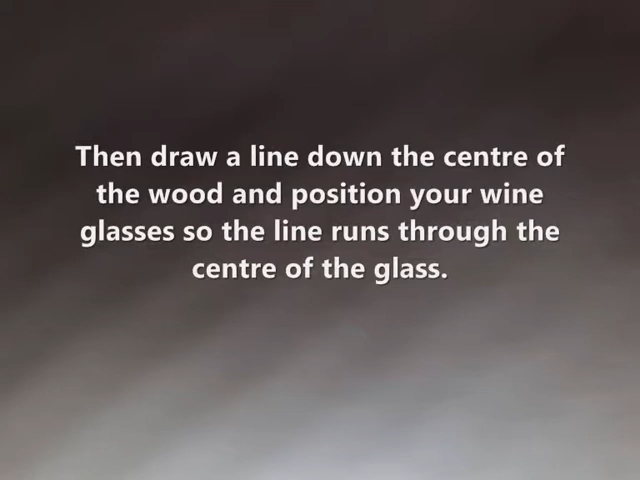 Then draw a line down the centre of
the wood and position your wine
glasses so the line runs through the
centre of the glass.